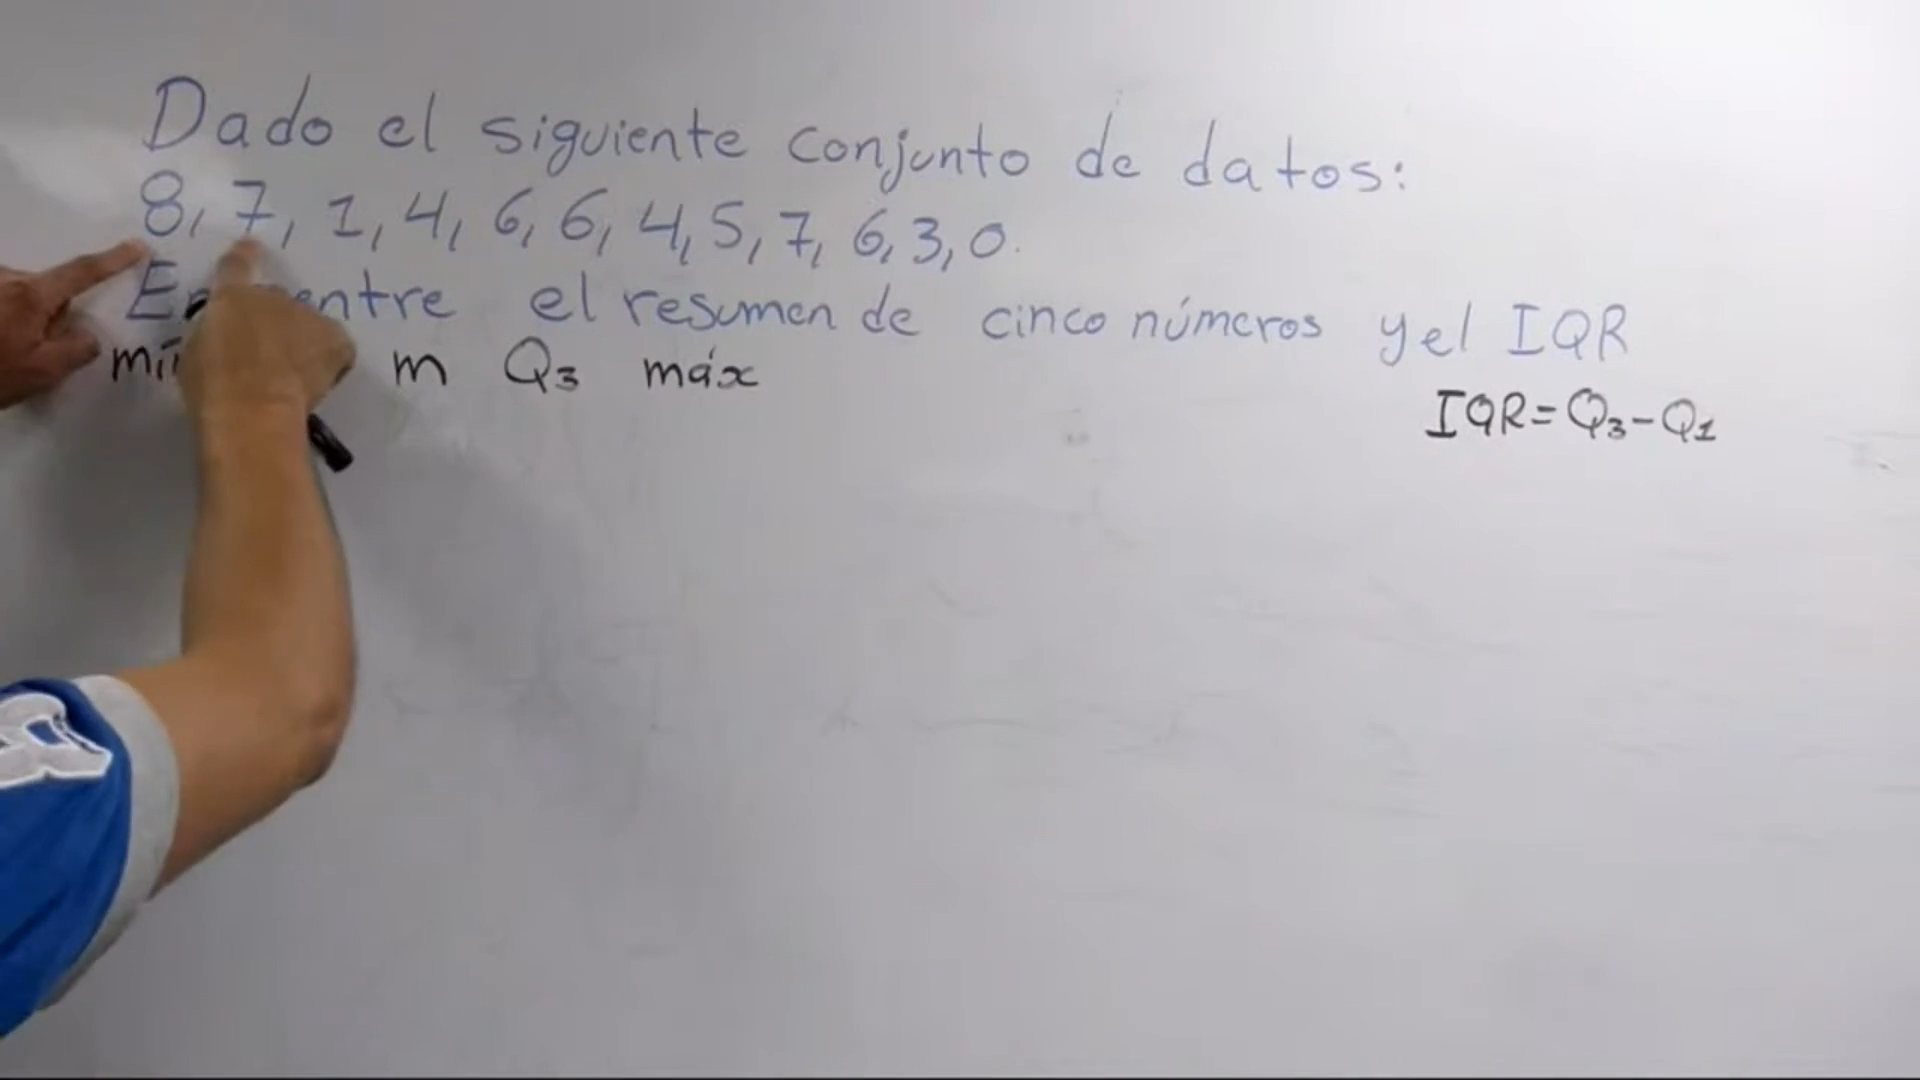 Dado el siguiente conjunto de datos:
8, 7, 1, 4, 6, 6, 4, 5, 7, 6, 3, 0.
el resumen de cinco números y el IQR
m Q₃ máx
IQR = Q₃ - Q₁